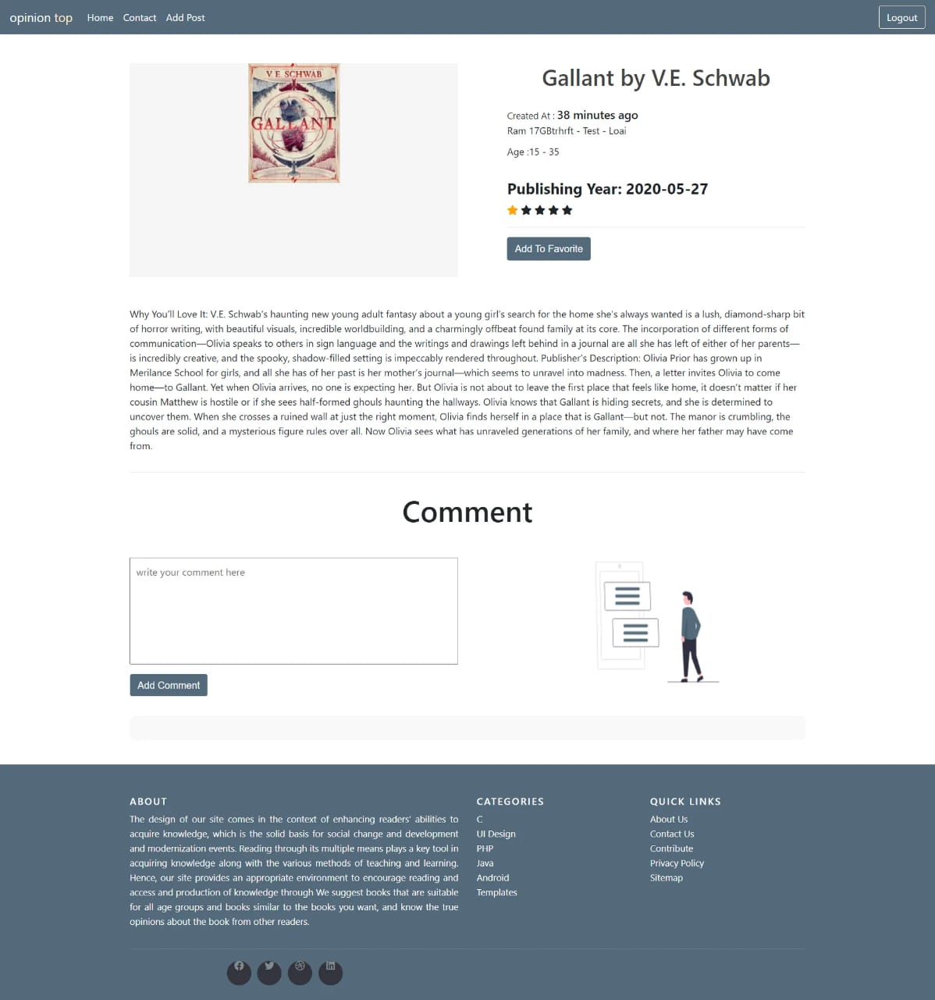 opinion top Home Contact Add Post Logout
V.E. SCHWAB
GALLANT
Gallant by V.E. Schwab
Created At : 38 minutes ago
Ram 17GBtrhrft - Test - Loai
Age :15 - 35
Publishing Year: 2020-05-27
Add To Favorite
Why You’ll Love It: V.E. Schwab’s haunting new young adult fantasy about a young girl’s search for the home she’s always wanted is a lush, diamond-sharp bit
of horror writing, with beautiful visuals, incredible worldbuilding, and a charmingly offbeat found family at its core. The incorporation of different forms of
communication—Olivia speaks to others in sign language and the writings and drawings left behind in a journal are all she has left of either of her parents—
is incredibly creative, and the spooky, shadow-filled setting is impeccably rendered throughout. Publisher’s Description: Olivia Prior has grown up in
Merilance School for girls, and all she has of her past is her mother’s journal—which seems to unravel into madness. Then, a letter invites Olivia to come
home—to Gallant. Yet when Olivia arrives, no one is expecting her. But Olivia is not about to leave the first place that feels like home, it doesn’t matter if her
cousin Matthew is hostile or if she sees half-formed ghouls haunting the hallways. Olivia knows that Gallant is hiding secrets, and she is determined to
uncover them. When she crosses a ruined wall at just the right moment, Olivia finds herself in a place that is Gallant—but not. The manor is crumbling, the
ghouls are solid, and a mysterious figure rules over all. Now Olivia sees what has unraveled generations of her family, and where her father may have come
from.
Comment
write your comment here
Add Comment
ABOUT
The design of our site comes in the context of enhancing readers' abilities to
acquire knowledge, which is the solid basis for social change and development
and modernization events. Reading through its multiple means plays a key tool in
acquiring knowledge along with the various methods of teaching and learning.
Hence, our site provides an appropriate environment to encourage reading and
access and production of knowledge through We suggest books that are suitable
for all age groups and books similar to the books you want, and know the true
opinions about the book from other readers.
CATEGORIES
C
UI Design
PHP
Java
Android
Templates
QUICK LINKS
About Us
Contact Us
Contribute
Privacy Policy
Sitemap